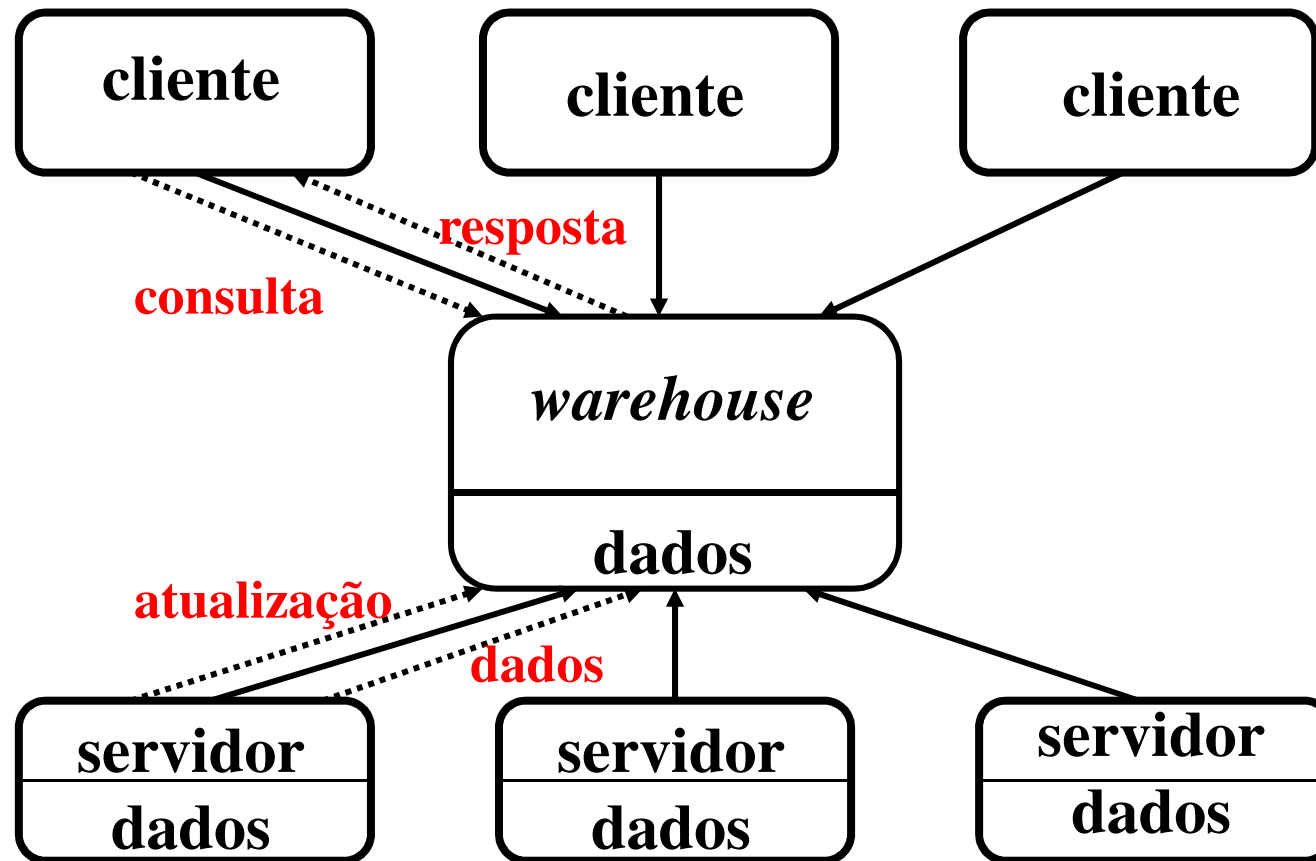 cliente
cliente
cliente
resposta
consulta
warehouse
dados
atualização
dados
servidor
dados
servidor
dados
servidor
dados